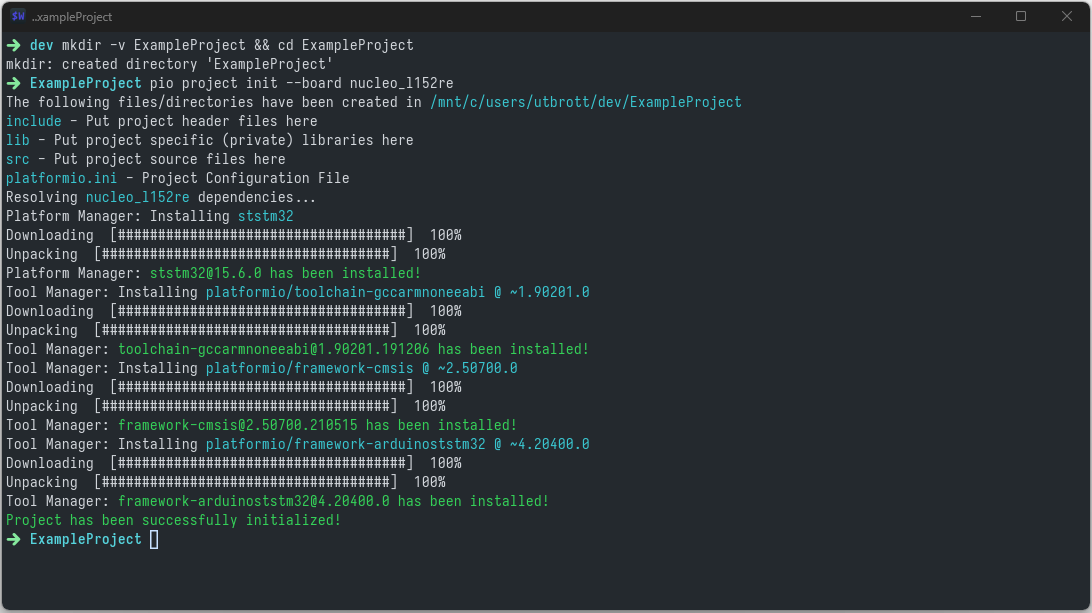 $W ..xampleProject
➔ dev mkdir -v ExampleProject && cd ExampleProject
mkdir: created directory 'ExampleProject'
➔ ExampleProject pio project init --board nucleo_l152re
The following files/directories have been created in /mnt/c/users/utbrott/dev/ExampleProject
include - Put project header files here
lib - Put project specific (private) libraries here
src - Put project source files here
platformio.ini - Project Configuration File
Resolving nucleo_l152re dependencies...
Platform Manager: Installing ststm32
Downloading  [####################################]  100%
Unpacking  [####################################]  100%
Platform Manager: ststm32@15.6.0 has been installed!
Tool Manager: Installing platformio/toolchain-gccarmnoneeabi @ ~1.90201.0
Downloading  [####################################]  100%
Unpacking  [####################################]  100%
Tool Manager: toolchain-gccarmnoneeabi@1.90201.191206 has been installed!
Tool Manager: Installing platformio/framework-cmsis @ ~2.50700.0
Downloading  [####################################]  100%
Unpacking  [####################################]  100%
Tool Manager: framework-cmsis@2.50700.210515 has been installed!
Tool Manager: Installing platformio/framework-arduinoststm32 @ ~4.20400.0
Downloading  [####################################]  100%
Unpacking  [####################################]  100%
Tool Manager: framework-arduinoststm32@4.20400.0 has been installed!
Project has been successfully initialized!
➔ ExampleProject